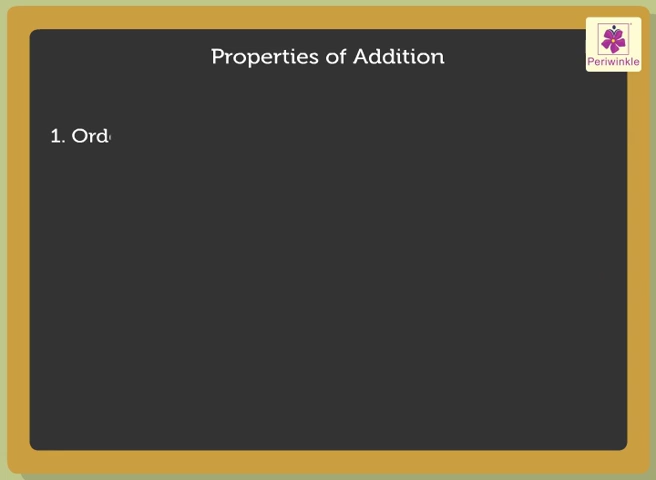 Properties of Addition
Periwinkle
1. Ord